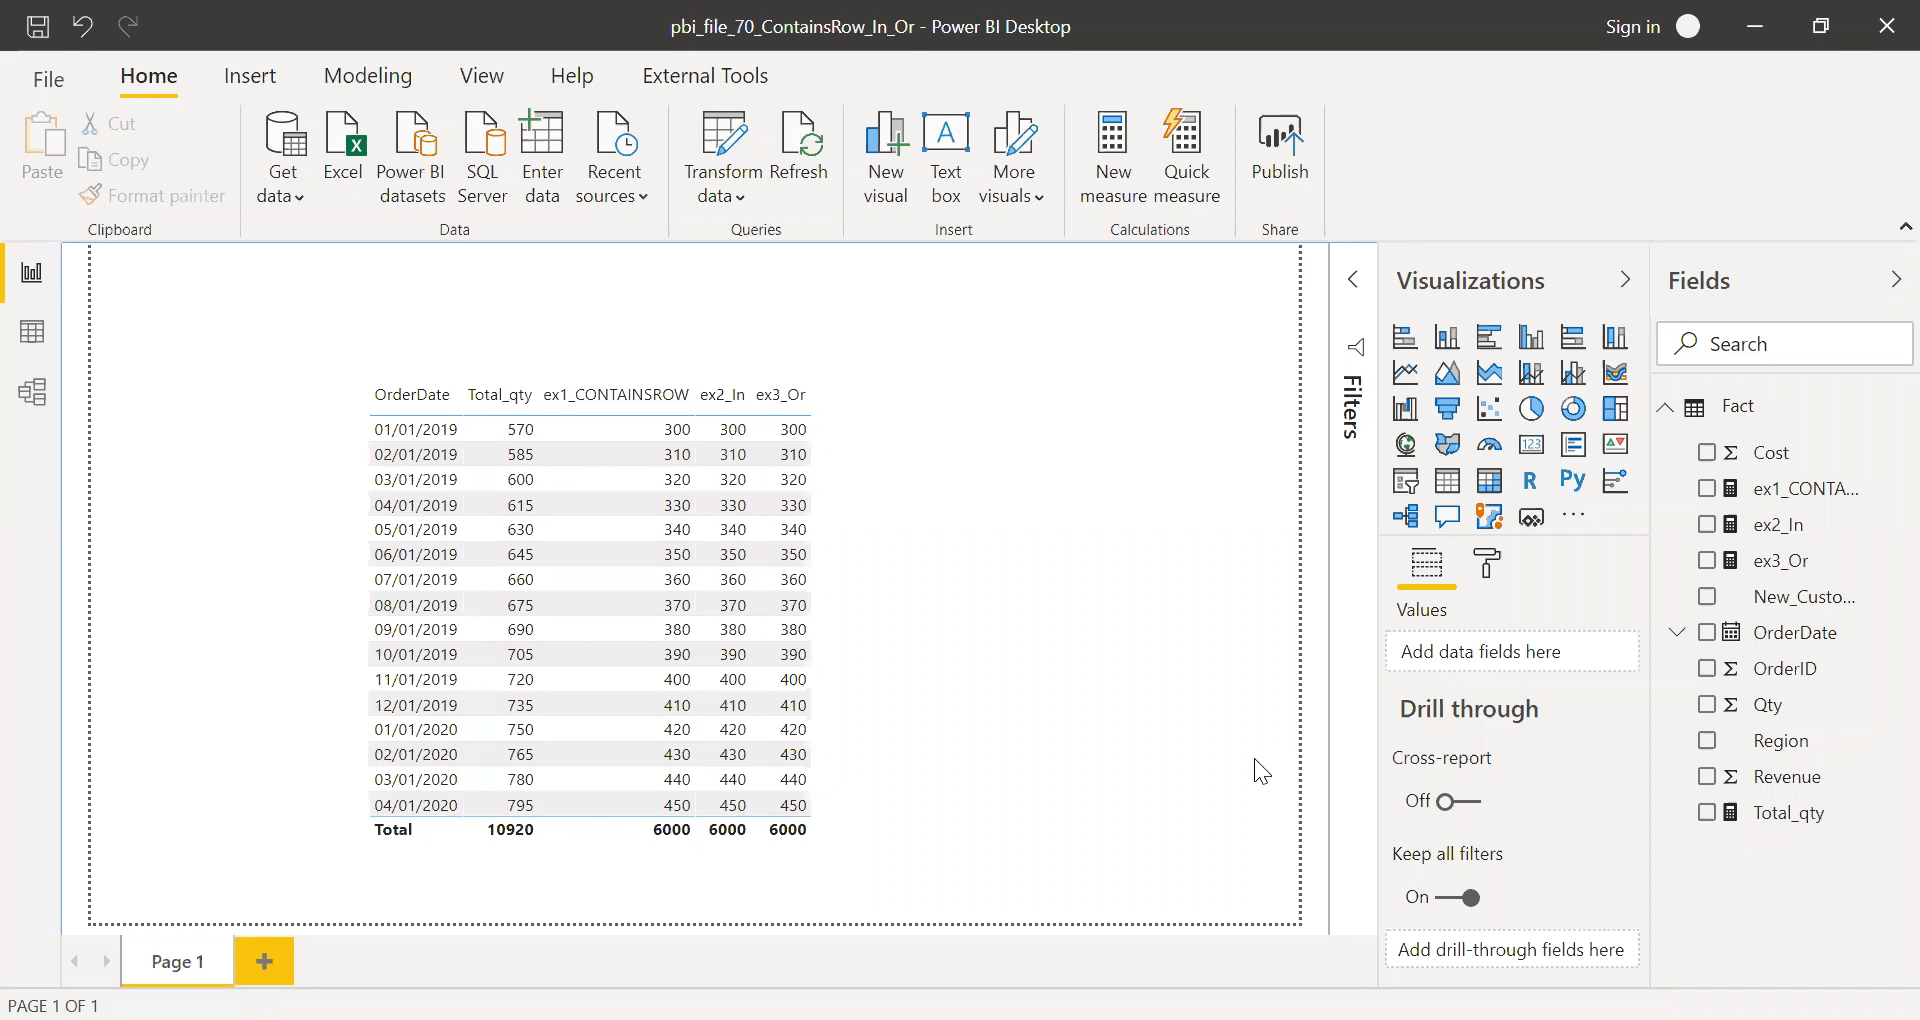 pbi_file_70_ContainsRow_In_Or - Power BI Desktop
Sign in
File Home Insert Modeling View Help External Tools
Paste
Cut
Copy
Format painter
Clipboard
Get data
Excel
Power BI datasets
SQL Server
Enter data
Recent sources
Data
Transform data
Refresh
Queries
New visual
A
Text box
More visuals
Insert
New measure
Quick measure
Calculations
Publish
Share
OrderDate Total_qty ex1_CONTAINSROW ex2_In ex3_Or
01/01/2019 570 300 300 300
02/01/2019 585 310 310 310
03/01/2019 600 320 320 320
04/01/2019 615 330 330 330
05/01/2019 630 340 340 340
06/01/2019 645 350 350 350
07/01/2019 660 360 360 360
08/01/2019 675 370 370 370
09/01/2019 690 380 380 380
10/01/2019 705 390 390 390
11/01/2019 720 400 400 400
12/01/2019 735 410 410 410
01/01/2020 750 420 420 420
02/01/2020 765 430 430 430
03/01/2020 780 440 440 440
04/01/2020 795 450 450 450
Total 10920 6000 6000 6000
Filters
Visualizations
123
R Py
Values
Add data fields here
Drill through
Cross-report
Off
Keep all filters
On
Add drill-through fields here
Fields
Search
Fact
Σ Cost
ex1_CONTA...
ex2_In
ex3_Or
New_Custo...
OrderDate
Σ OrderID
Σ Qty
Region
Σ Revenue
Total_qty
Page 1
PAGE 1 OF 1